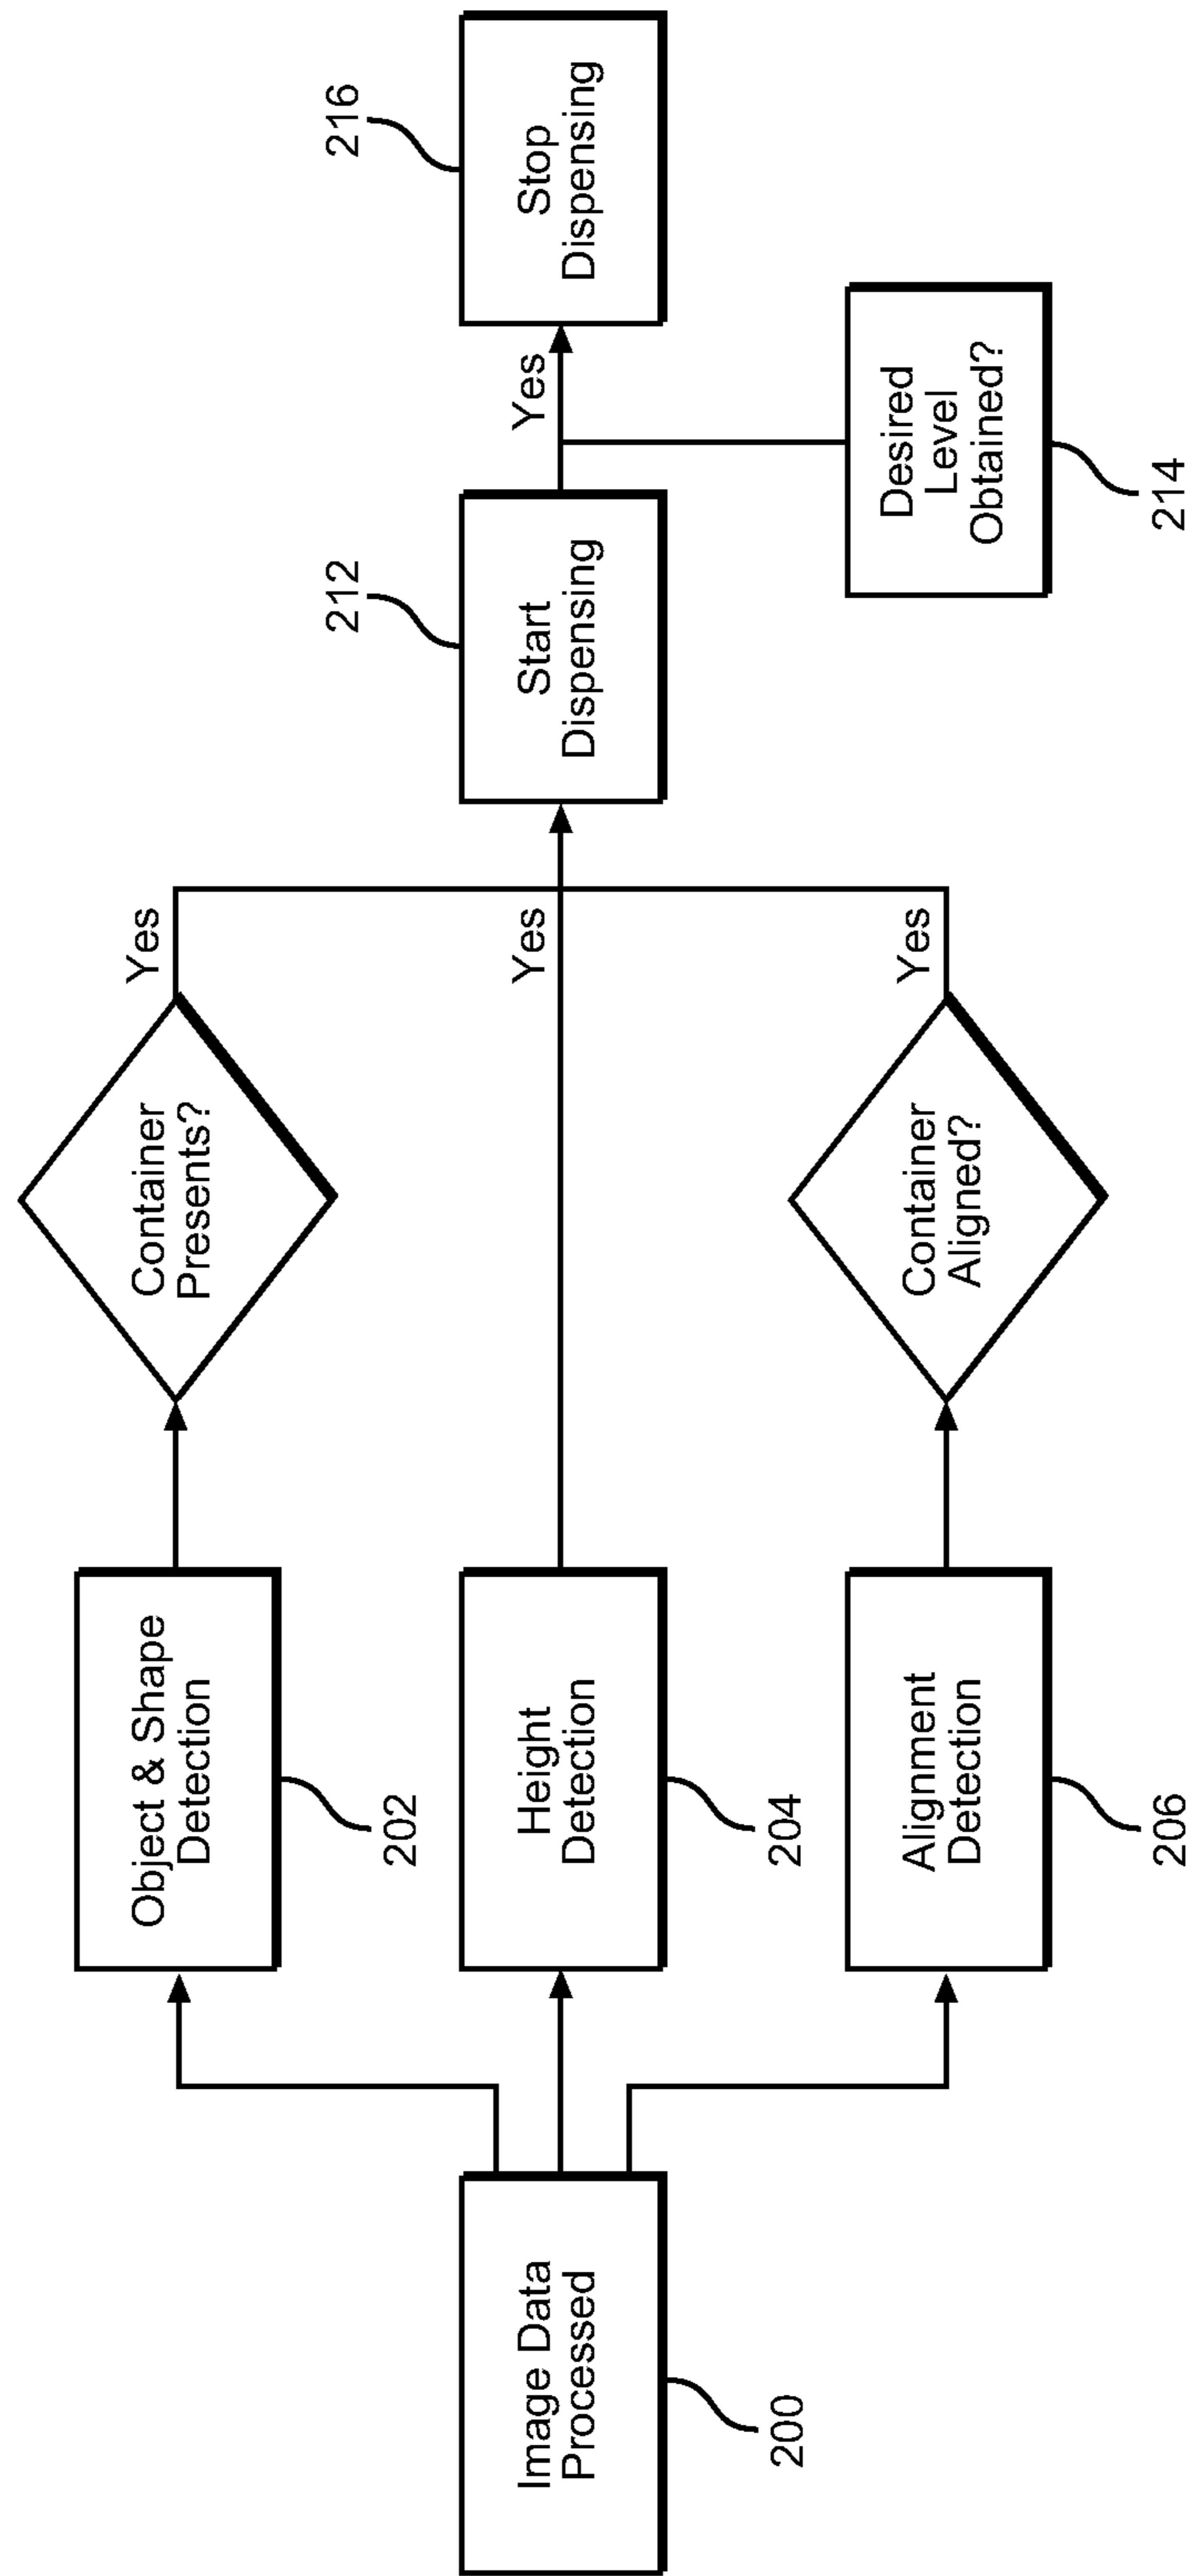 Image Data
Processed
200
Object & Shape
Detection
202
Height
Detection
204
Alignment
Detection
206
Container
Presents?
Yes
Yes
Container
Aligned?
Yes
Start
Dispensing
212
Yes
Desired
Level
Obtained?
214
Stop
Dispensing
216